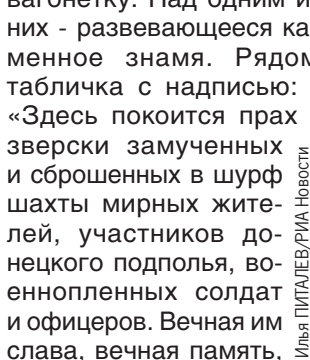 вагонетку. Над одним и
них - развевающееся ка
менное знамя. Рядом
табличка с надписью:
«Здесь покоится прах
зверски замученных
и сброшенных в шурф
шахты мирных жите-
лей, участников до-
нецкого подполья, во-
еннопленных солдат
и офицеров. Вечная им
слава, вечная память,
Илья ПИТАЛЕВ/РИА Новости